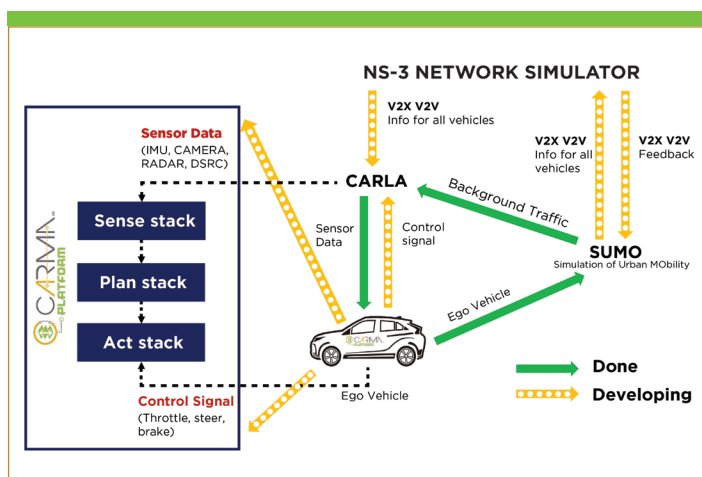 NS-3 NETWORK SIMULATOR
V2X V2V
Info for all vehicles
V2X V2V
Info for all
vehicles
V2X V2V
Feedback
Sensor Data
(IMU, CAMERA,
RADAR, DSRC)
CARLA
Background Traffic
Sense stack
Sensor
Data
Control
signal
SUMO
Simulation of Urban MObility
CARMA
PLATFORM
Plan stack
Ego Vehicle
Act stack
CARMA
PLATFORM
Done
Ego Vehicle
Developing
Control Signal
(Throttle, steer,
brake)